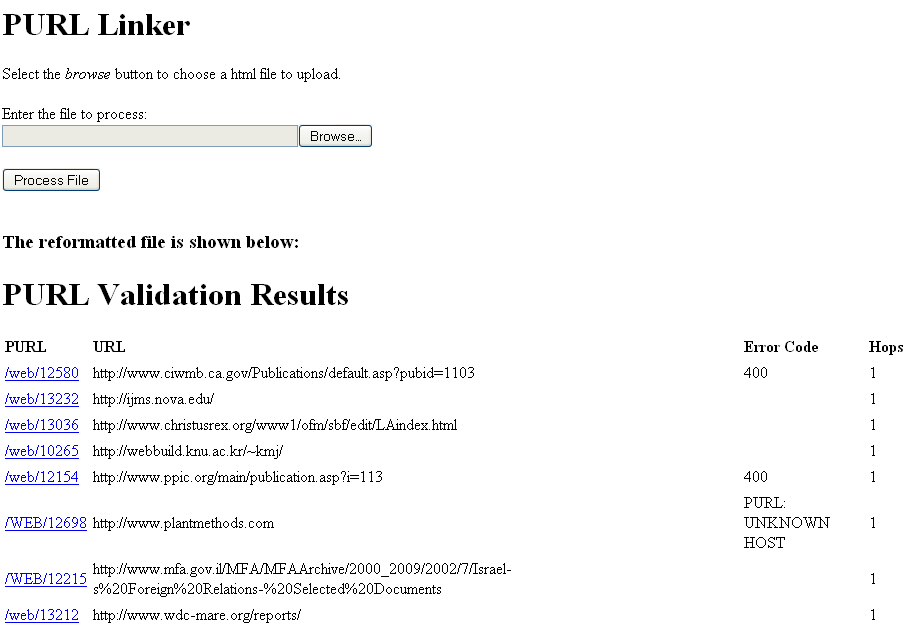 PURL Linker
Select the browse button to choose a html file to upload.
Enter the file to process:
Browse...
Process File
The reformatted file is shown below:
PURL Validation Results
PURL URL Error Code Hops
/web/12580 http://www.ciwmb.ca.gov/Publications/default.asp?pubid=1103 400 1
/web/13232 http://ijms.nova.edu/ 1
/web/13036 http://www.christusrex.org/www1/ofm/sbf/edit/LAindex.html 1
/web/10265 http://webbuild.knu.ac.kr/~kmj/ 1
/web/12154 http://www.ppic.org/main/publication.asp?i=113 400 1
PURL:
/WEB/12698 http://www.plantmethods.com UNKNOWN 1
HOST
http://www.mfa.gov.il/MFA/MFAArchive/2000_2009/2002/7/Israel-
/WEB/12215 1
s%20Foreign%20Relations-%20Selected%20Documents
/web/13212 http://www.wdc-mare.org/reports/ 1